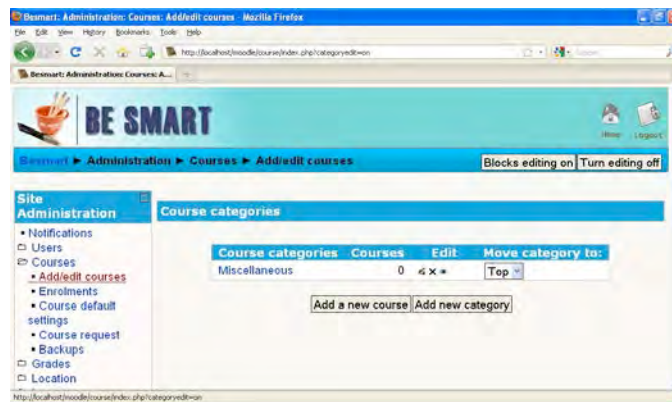 Besmart: Administration: Courses: Add/edit courses - Mozilla Firefox
File Edit View History Bookmarks Tools Help
http://localhost/moodle/course/index.php?categoryedit=on
Besmart: Administration: Courses: A...
BE SMART
Home Logout
Besmart ► Administration ► Courses ► Add/edit courses
Blocks editing on Turn editing off
Site Administration
Course categories
Notifications
Users
Courses
Add/edit courses
Enrolments
Course default settings
Course request
Backups
Grades
Location
Course categories Courses Edit Move category to:
Miscellaneous 0 Top
Add a new course Add new category
http://localhost/moodle/course/index.php?categoryedit=on